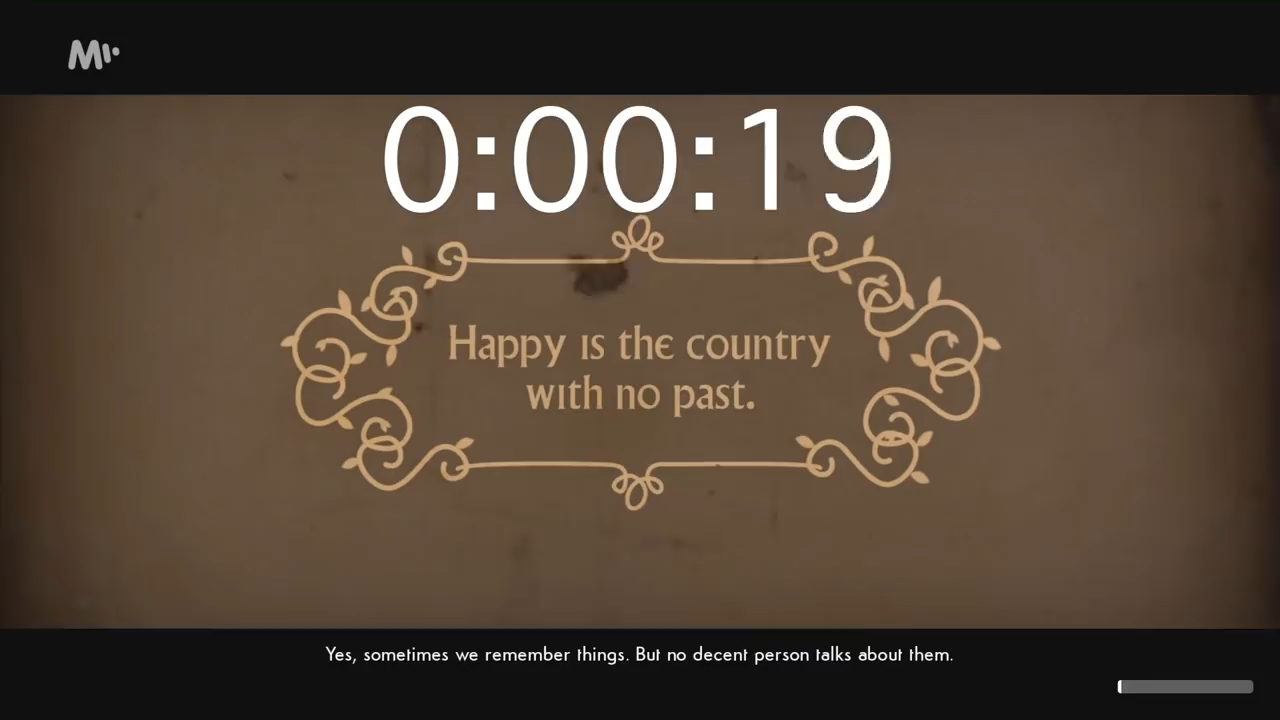 0:00:19
Happy is the country
with no past.
Yes, sometimes we remember things. But no decent person talks about them.